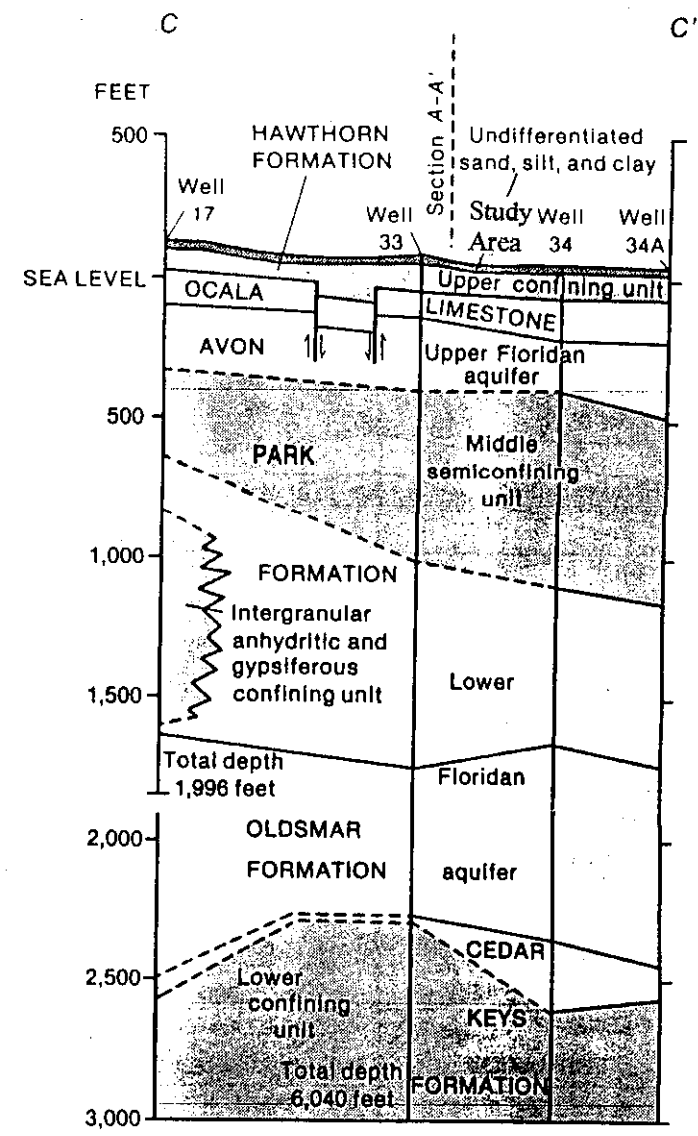 C
C'
FEET
500
HAWTHORN
FORMATION
Section A-A'
Undifferentiated
sand, silt, and clay
Well
17
Well
33
Study
Area
Well
34
Well
34A
SEA LEVEL
Upper confining unit
OCALA
LIMESTONE
AVON
Upper Floridan
aquifer
500
PARK
Middle
semiconfining
unit
1,000
FORMATION
Intergranular
anhydritic and
gypsiferous
confining unit
1,500
Lower
Total depth
1,996 feet
Floridan
2,000
OLDSMAR
FORMATION
aquifer
CEDAR
2,500
Lower
confining
unit
KEYS
Total depth
6,040 feet
FORMATION
3,000